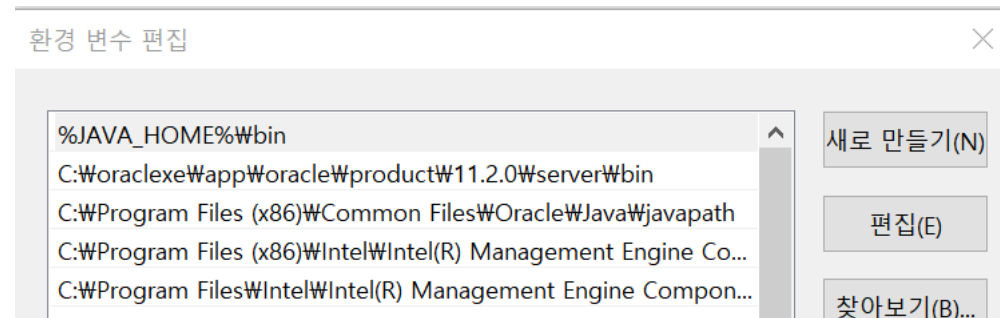 환경 변수 편집
%JAVA_HOME%₩bin
새로 만들기(N)
C:₩oraclexe₩app₩oracle₩product₩11.2.0₩server₩bin
C:₩Program Files (x86)₩Common Files₩Oracle₩Java₩javapath
편집(E)
C:₩Program Files (x86)₩Intel₩Intel(R) Management Engine Co...
C:₩Program Files₩Intel₩Intel(R) Management Engine Compon...
찾아보기(B)...